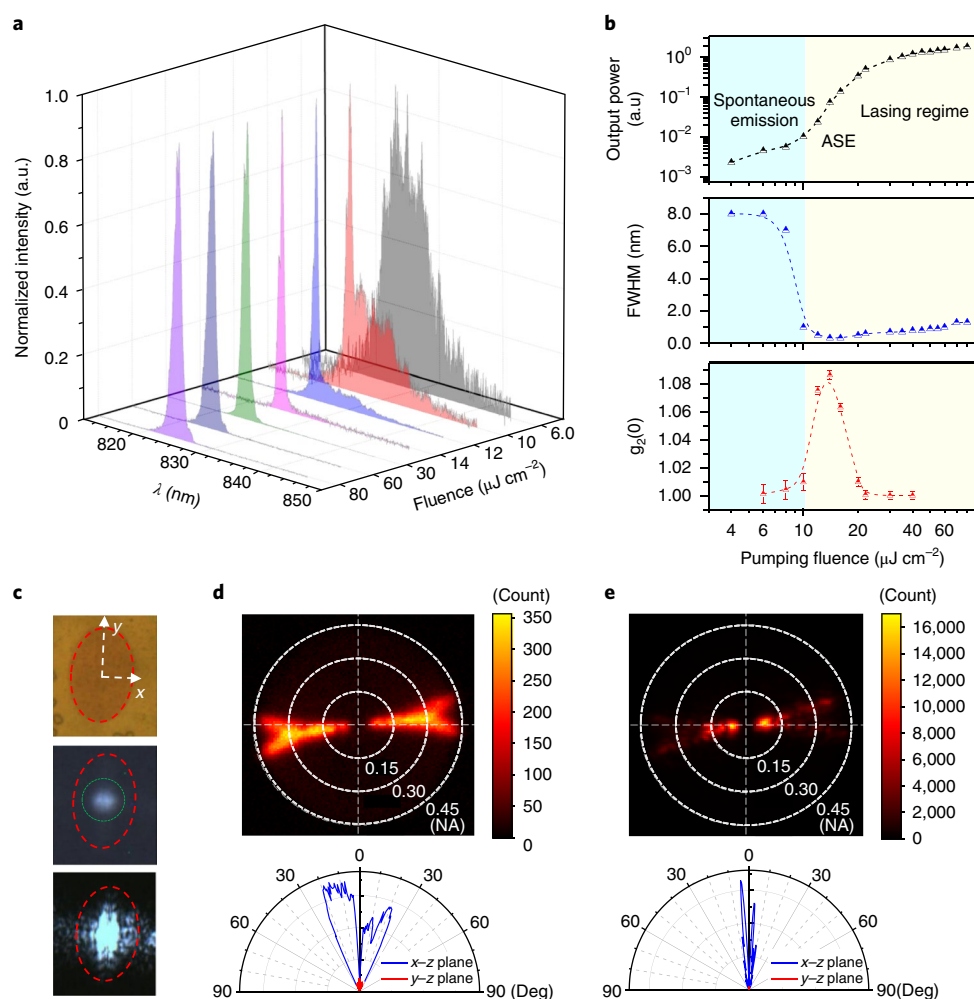 a
Normalized intensity (a.u.)
1.0
0.8
0.6
0.4
0.2
0
820
830
840
850
λ (nm)
80
60
30
14
12
10
6.0
Fluence (μJ cm⁻²)
b
Output power
(a.u)
10⁰
10⁻¹
10⁻²
10⁻³
Spontaneous
emission
ASE
Lasing regime
FWHM (nm)
8.0
6.0
4.0
2.0
0.0
g₂(0)
1.08
1.06
1.04
1.02
1.00
4 6 10 20 40 60
Pumping fluence (μJ cm⁻²)
c
y
x
d
(Count)
350
300
250
200
150
100
50
0
0.15
0.30
0.45
(NA)
0
30 30
60 60
90 90 (Deg)
x–z plane
y–z plane
e
(Count)
16,000
14,000
12,000
10,000
8,000
6,000
4,000
2,000
0
0.15
0.30
0.45
(NA)
0
30 30
60 60
90 90(Deg)
x–z plane
y–z plane